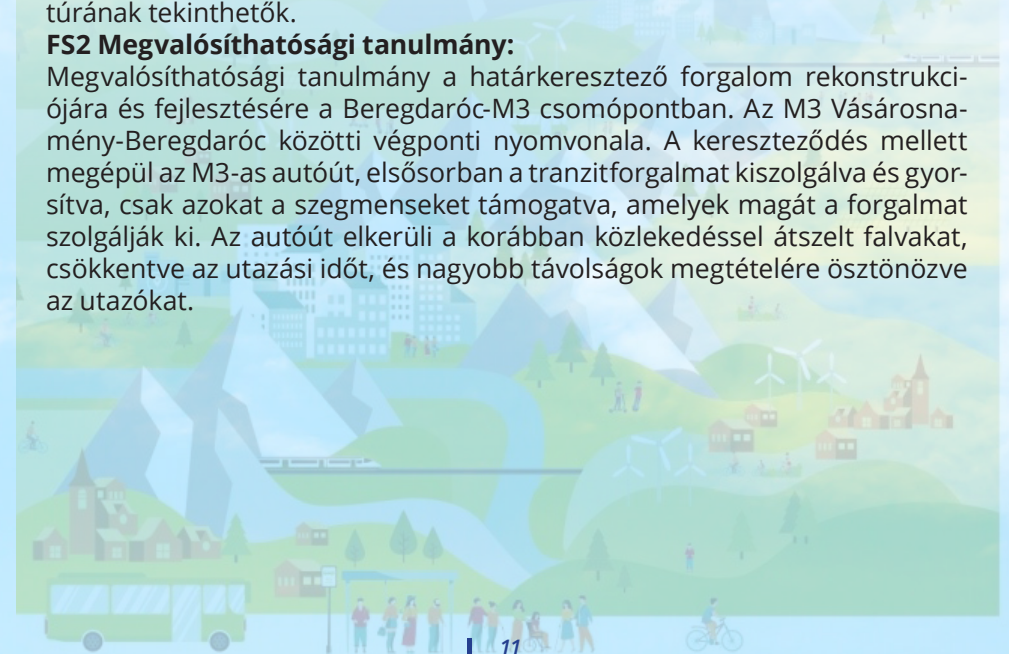 túrának tekinthetők.
FS2 Megvalósíthatósági tanulmány:
Megvalósíthatósági tanulmány a határkeresztező forgalom rekonstrukci-
ójára és fejlesztésére a Beregdaróc-M3 csomópontban. Az M3 Vásárosna-
mény-Beregdaróc közötti végponti nyomvonala. A kereszteződés mellett
megépül az M3-as autóút, elsősorban a tranzitforgalmat kiszolgálva és gyor-
sítva, csak azokat a szegmenseket támogatva, amelyek magát a forgalmat
szolgálják ki. Az autóút elkerüli a korábban közlekedéssel átszelt falvakat,
csökkentve az utazási időt, és nagyobb távolságok megtételére ösztönözve
az utazókat.
11